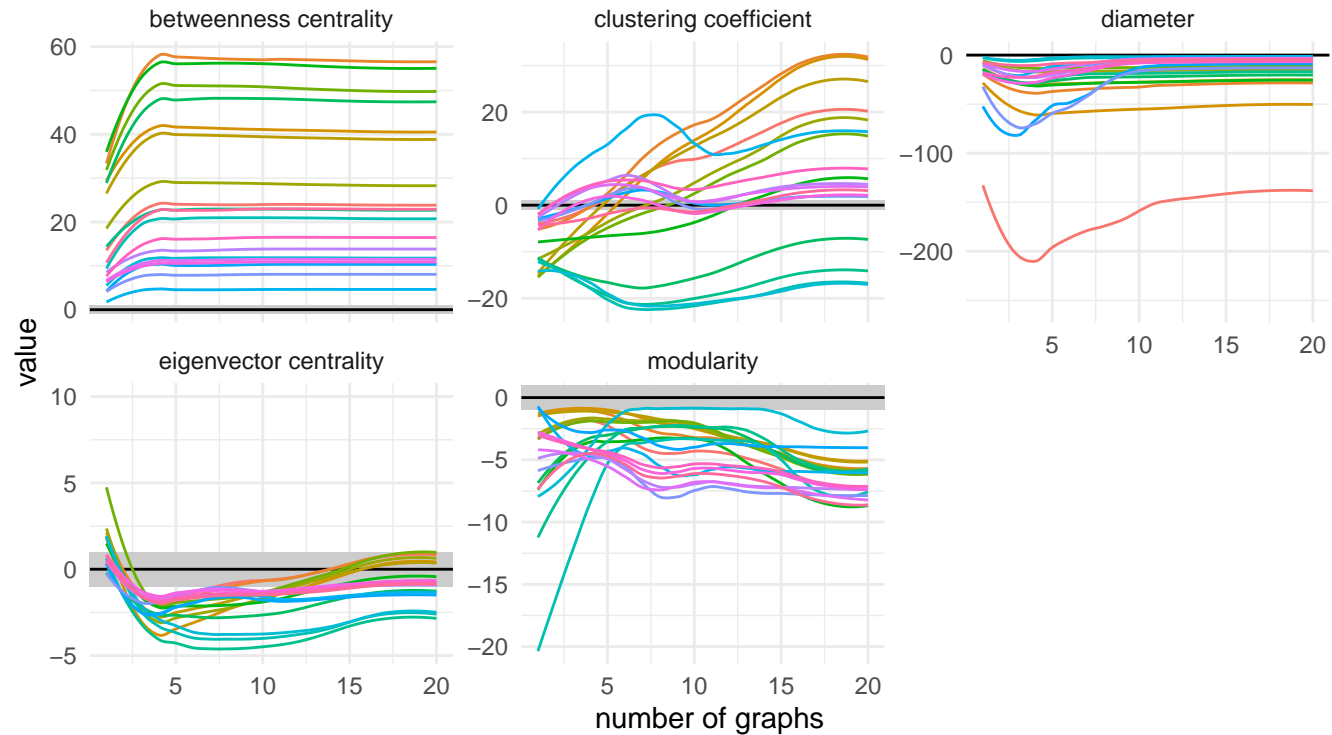 betweenness centrality
clustering coefficient
diameter
60
40
20
0
20
0
−20
0
−100
−200
5 10 15 20
value
eigenvector centrality
modularity
10
5
0
−5
0
−5
−10
−15
−20
5 10 15 20
5 10 15 20
number of graphs